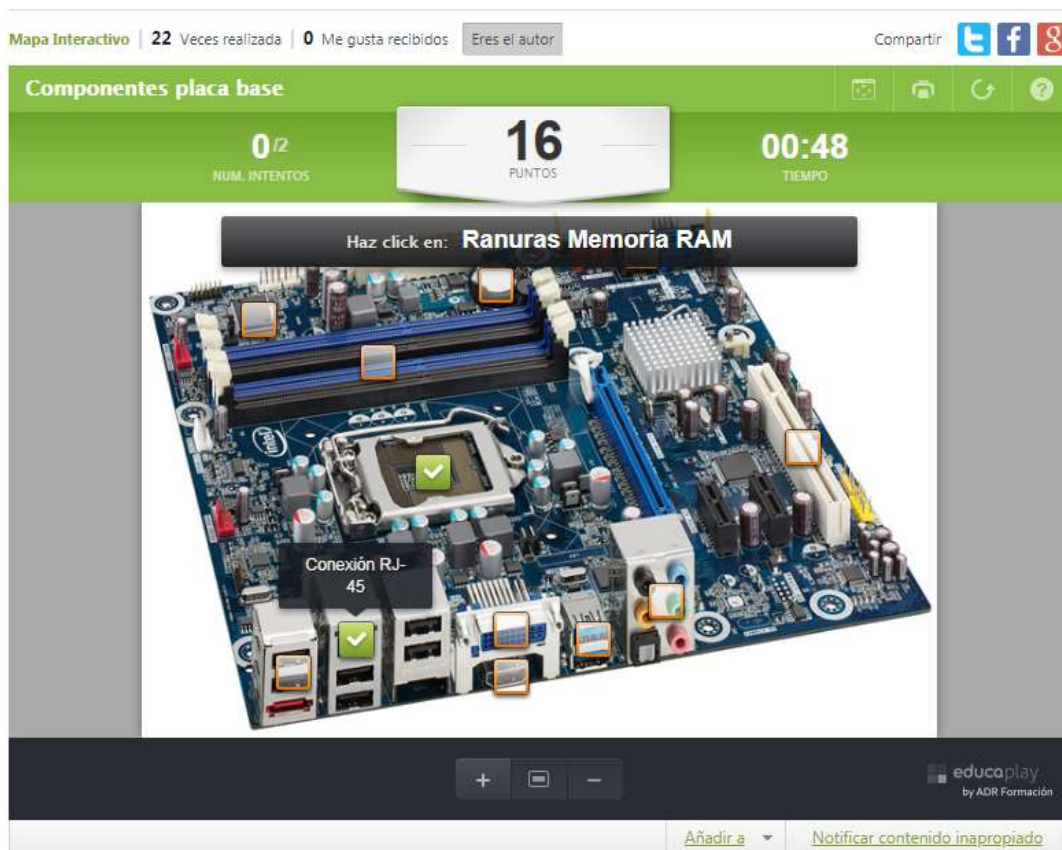 Mapa Interactivo | 22 Veces realizada | 0 Me gusta recibidos Eres el autor Compartir
Componentes placa base
0/2 16 00:48
NUM. INTENTOS PUNTOS TIEMPO
Haz click en: Ranuras Memoria RAM
intel
Conexión RJ-
45
+ −
educaplay
by ADR Formación
Añadir a Notificar contenido inapropiado